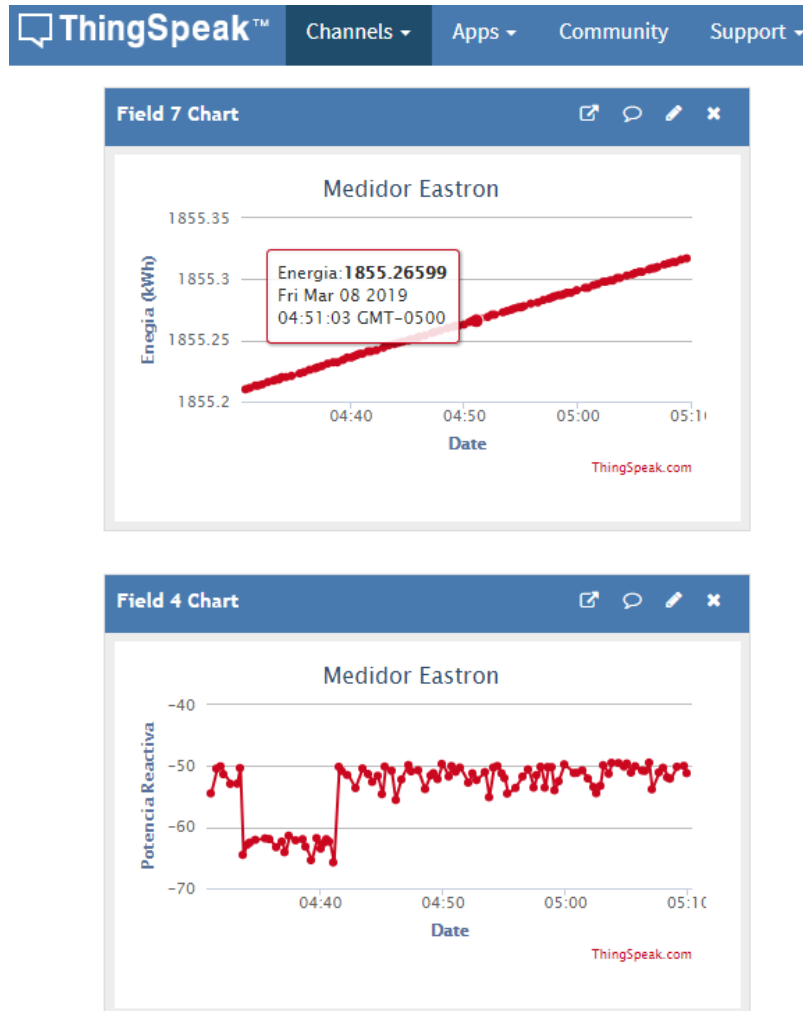 ThingSpeak™ Channels Apps Community Support
Field 7 Chart
Medidor Eastron
1855.35
1855.3
1855.25
1855.2
Enegia (kWh)
Energia:1855.26599
Fri Mar 08 2019
04:51:03 GMT-0500
04:40 04:50 05:00 05:1
Date
ThingSpeak.com
Field 4 Chart
Medidor Eastron
-40
-50
-60
-70
Potencia Reactiva
04:40 04:50 05:00 05:1
Date
ThingSpeak.com